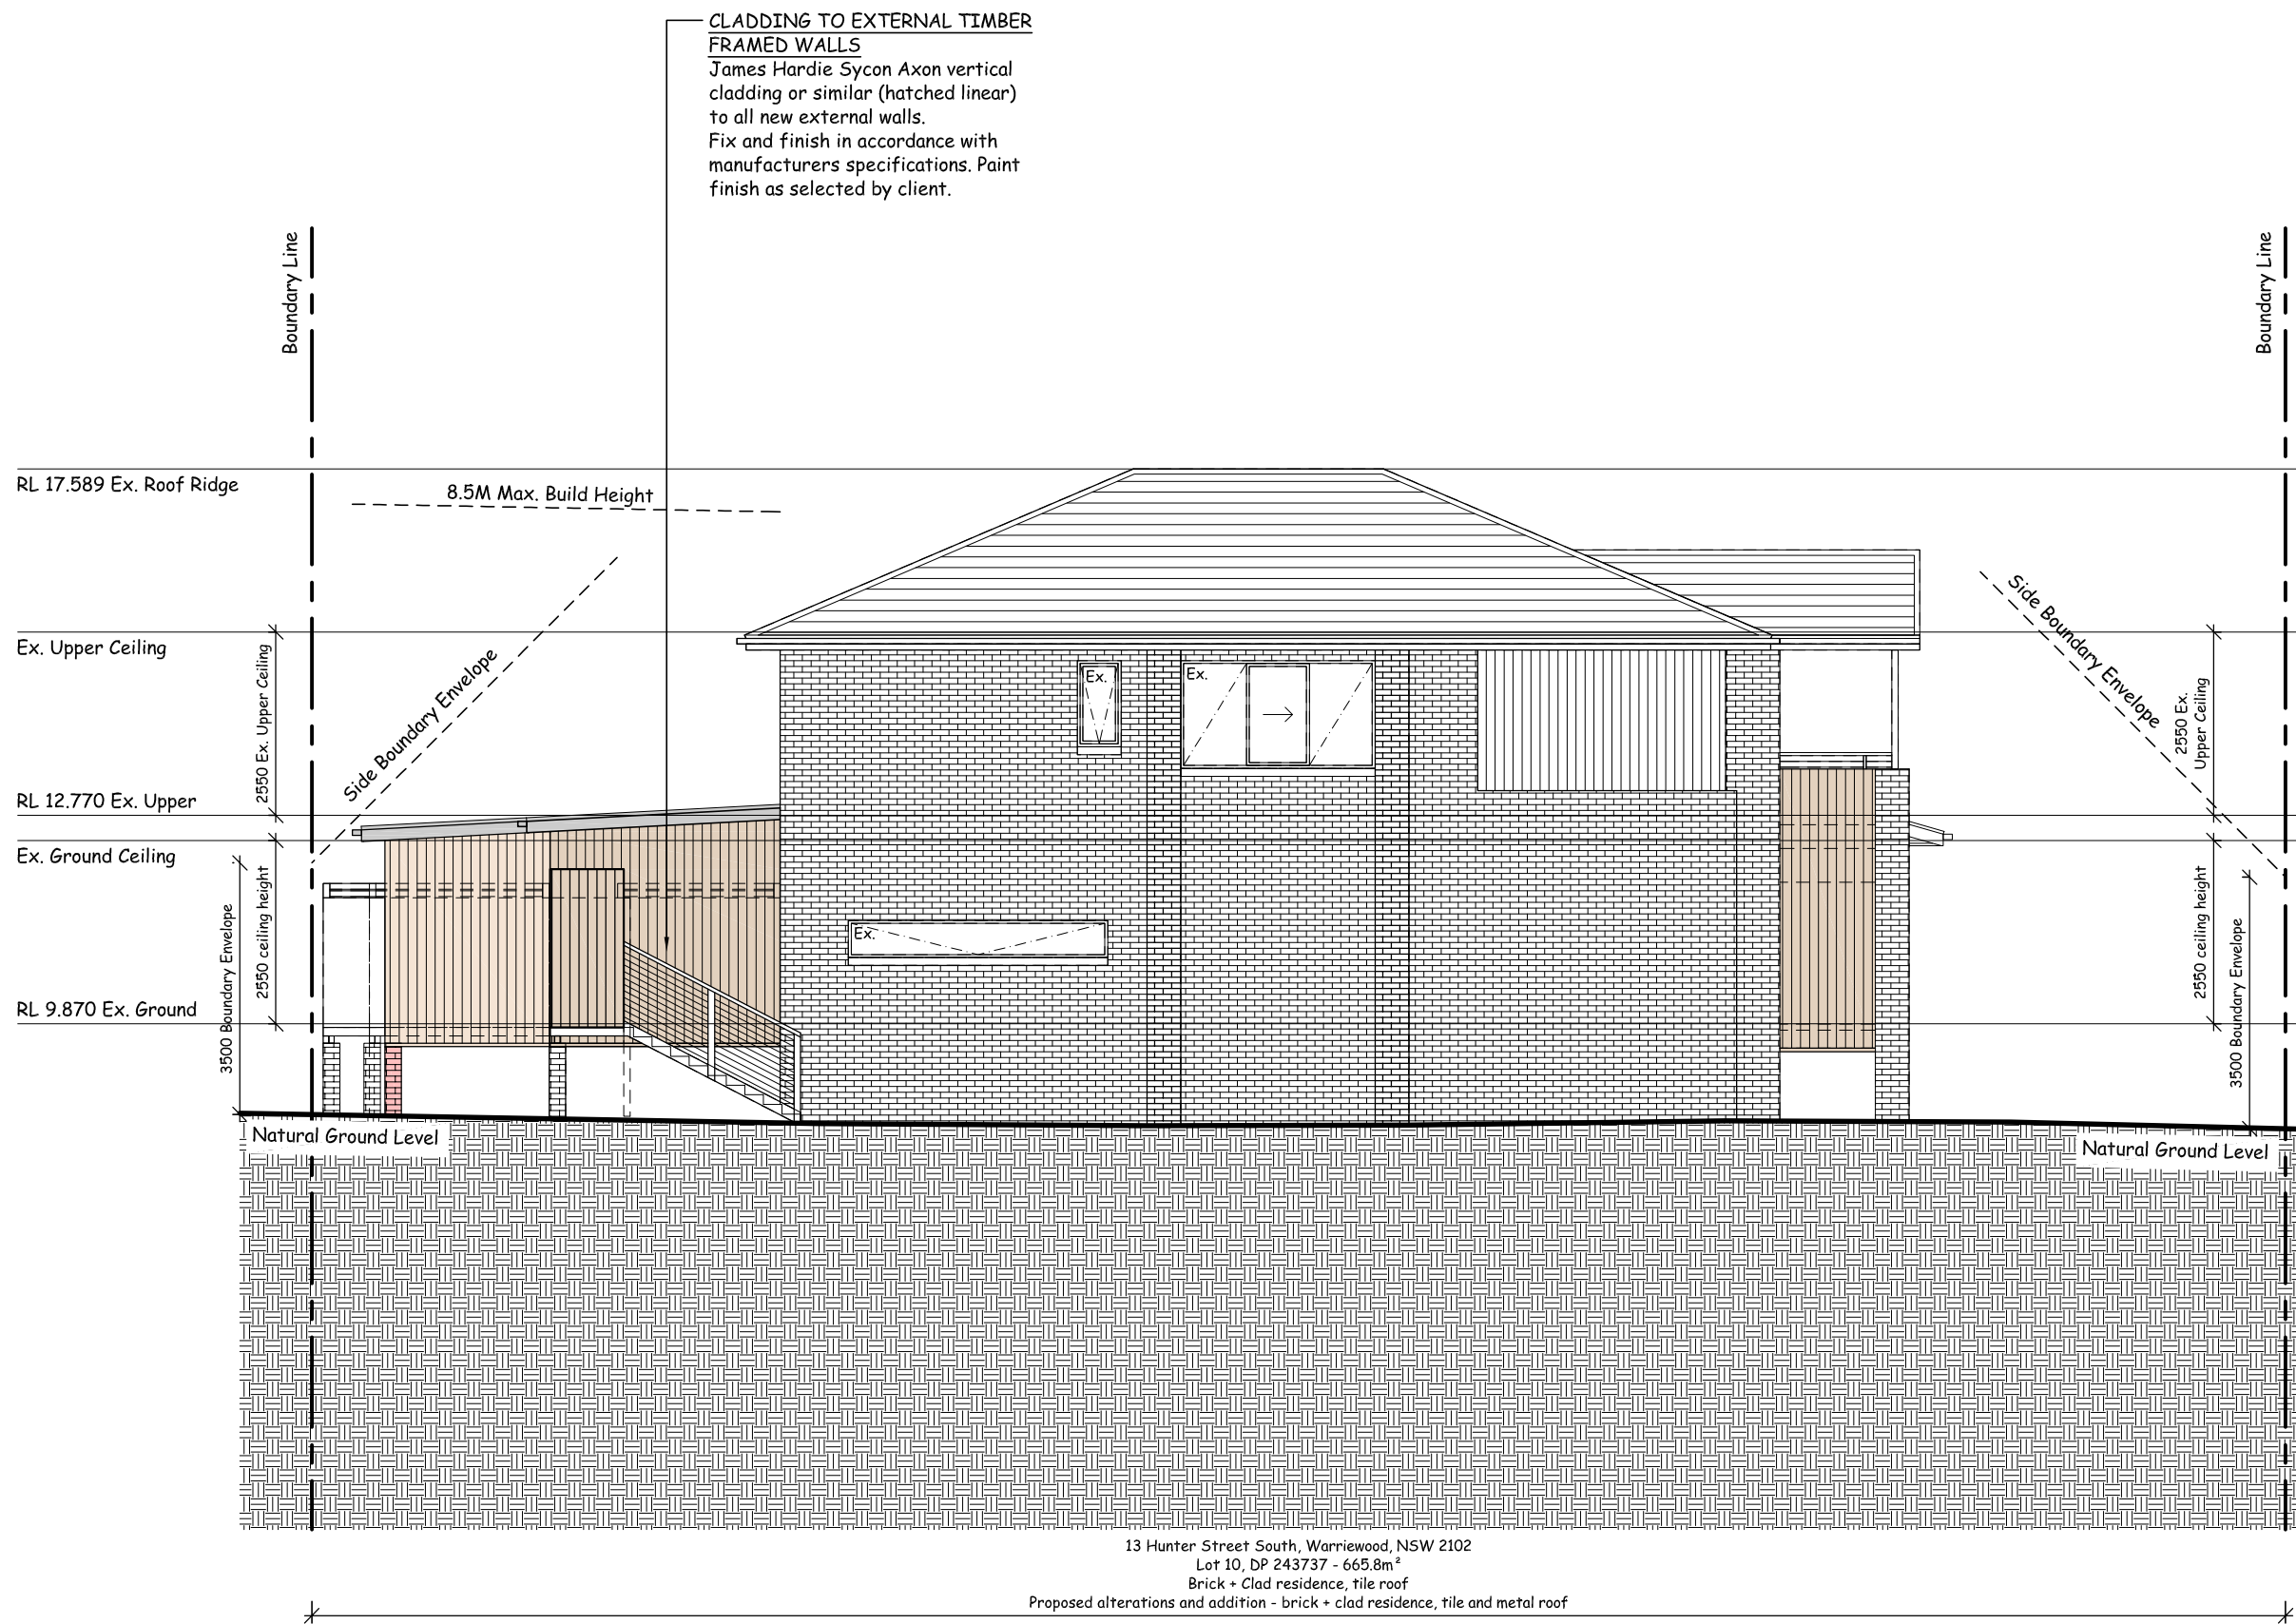 CLADDING TO EXTERNAL TIMBER
FRAMED WALLS
James Hardie Sycon Axon vertical
cladding or similar (hatched linear)
to all new external walls.
Fix and finish in accordance with
manufacturers specifications. Paint
finish as selected by client.
Boundary Line
Boundary Line
RL 17.589 Ex. Roof Ridge
8.5M Max. Build Height
Ex. Upper Ceiling
2550 Ex. Upper Ceiling
Side Boundary Envelope
Side Boundary Envelope
2550 Ex.
Upper Ceiling
Ex.
Ex.
RL 12.770 Ex. Upper
Ex. Ground Ceiling
3500 Boundary Envelope
2550 ceiling height
Ex.
2550 ceiling height
3500 Boundary Envelope
RL 9.870 Ex. Ground
Natural Ground Level
Natural Ground Level
13 Hunter Street South, Warriewood, NSW 2102
Lot 10, DP 243737 - 665.8m²
Brick + Clad residence, tile roof
Proposed alterations and addition - brick + clad residence, tile and metal roof